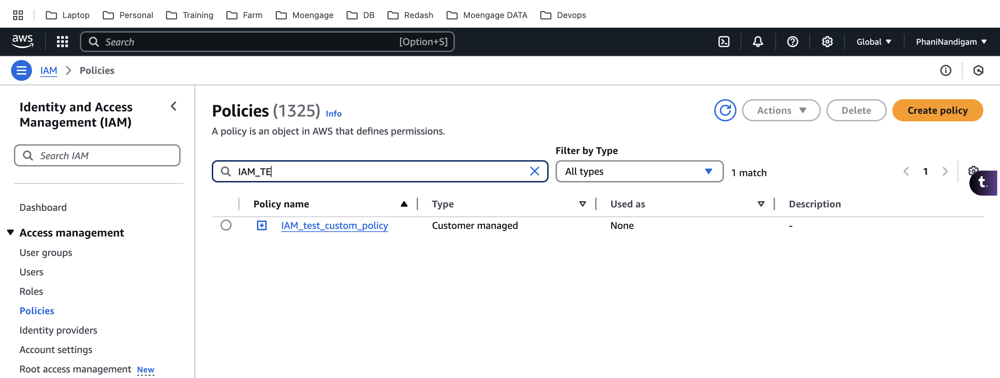 Laptop Personal Training Farm Moengage DB Redash Moengage DATA Devops
aws Search [Option+S] Global PhaniNandigam
IAM Policies
Identity and Access
Management (IAM)
Search IAM
Dashboard
Access management
User groups
Users
Roles
Policies
Identity providers
Account settings
Root access management New
Policies (1325) Info
Actions Delete Create policy
A policy is an object in AWS that defines permissions.
Filter by Type
IAM_TE All types 1 match 1
t.
Policy name Type Used as Description
IAM_test_custom_policy Customer managed None -